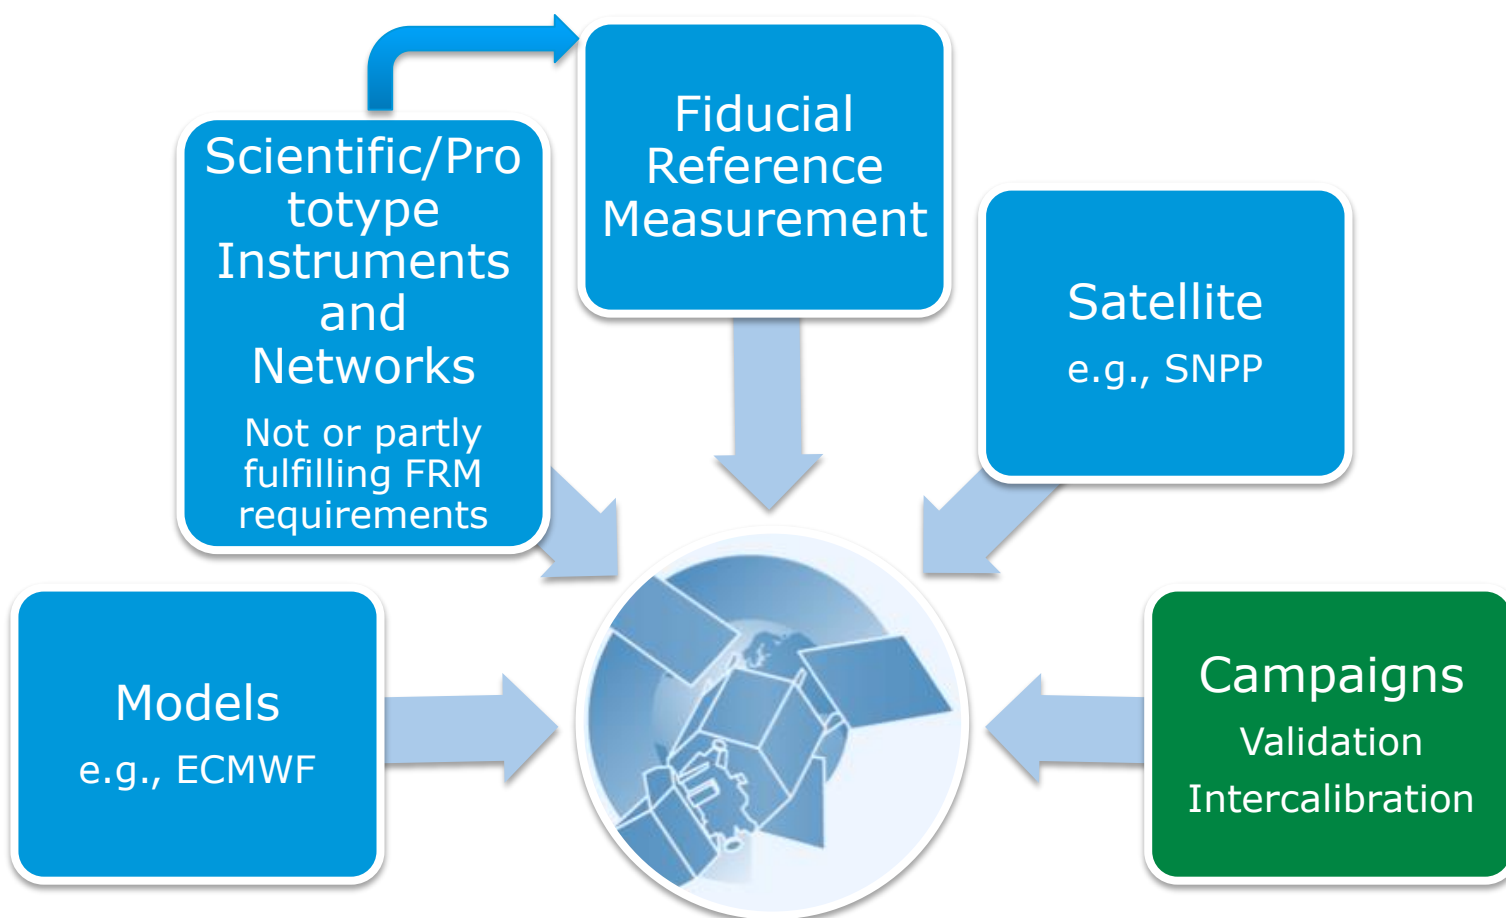 Scientific/Pro
totype
Instruments
and
Networks
Not or partly
fulfilling FRM
requirements
Fiducial
Reference
Measurement
Satellite
e.g., SNPP
Models
e.g., ECMWF
Campaigns
Validation
Intercalibration